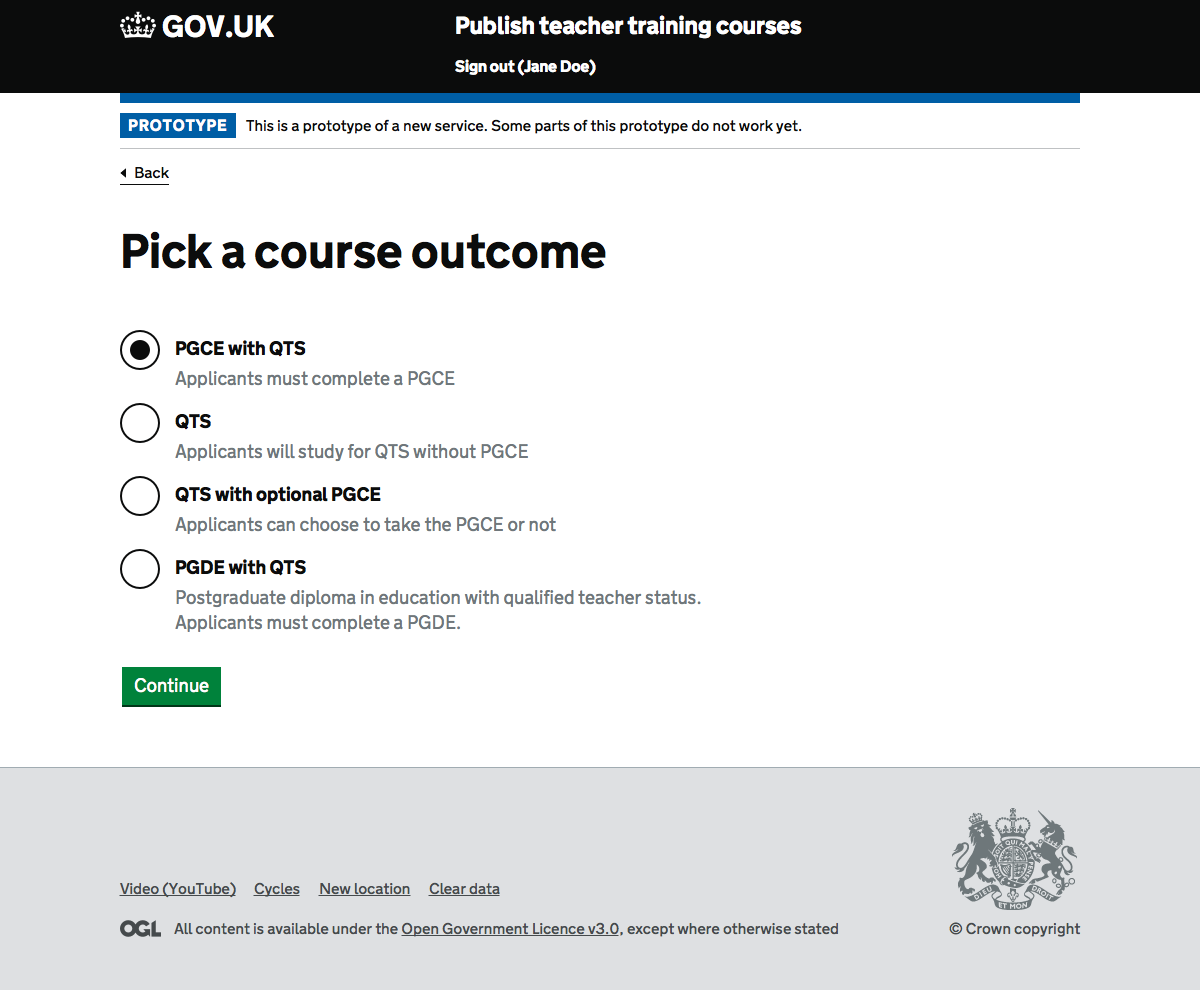 GOV.UK
Publish teacher training courses
Sign out (Jane Doe)
PROTOTYPE This is a prototype of a new service. Some parts of this prototype do not work yet.
Back
Pick a course outcome
PGCE with QTS
Applicants must complete a PGCE
QTS
Applicants will study for QTS without PGCE
QTS with optional PGCE
Applicants can choose to take the PGCE or not
PGDE with QTS
Postgraduate diploma in education with qualified teacher status.
Applicants must complete a PGDE.
Continue
Video (YouTube) Cycles New location Clear data
DIEU ET MON DROIT
OGL All content is available under the Open Government Licence v3.0, except where otherwise stated
© Crown copyright